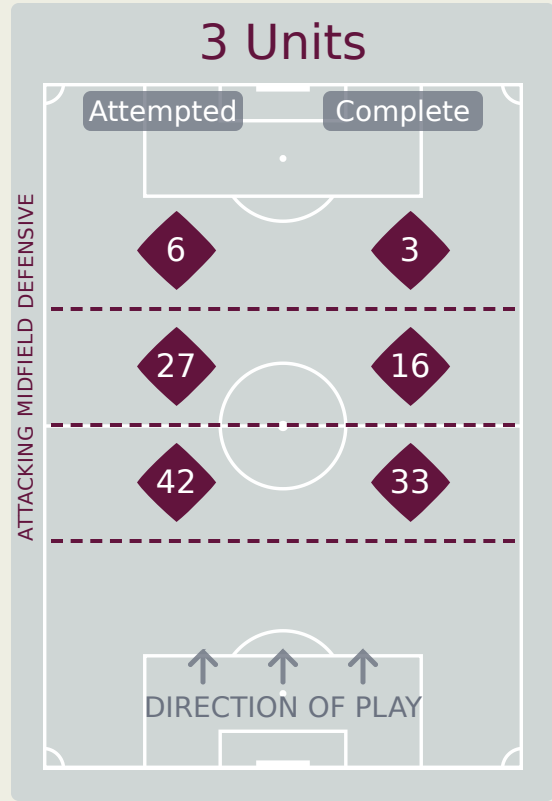 3 Units
Attempted Complete
6 3
27 16
42 33
ATTACKING MIDFIELD DEFENSIVE
DIRECTION OF PLAY